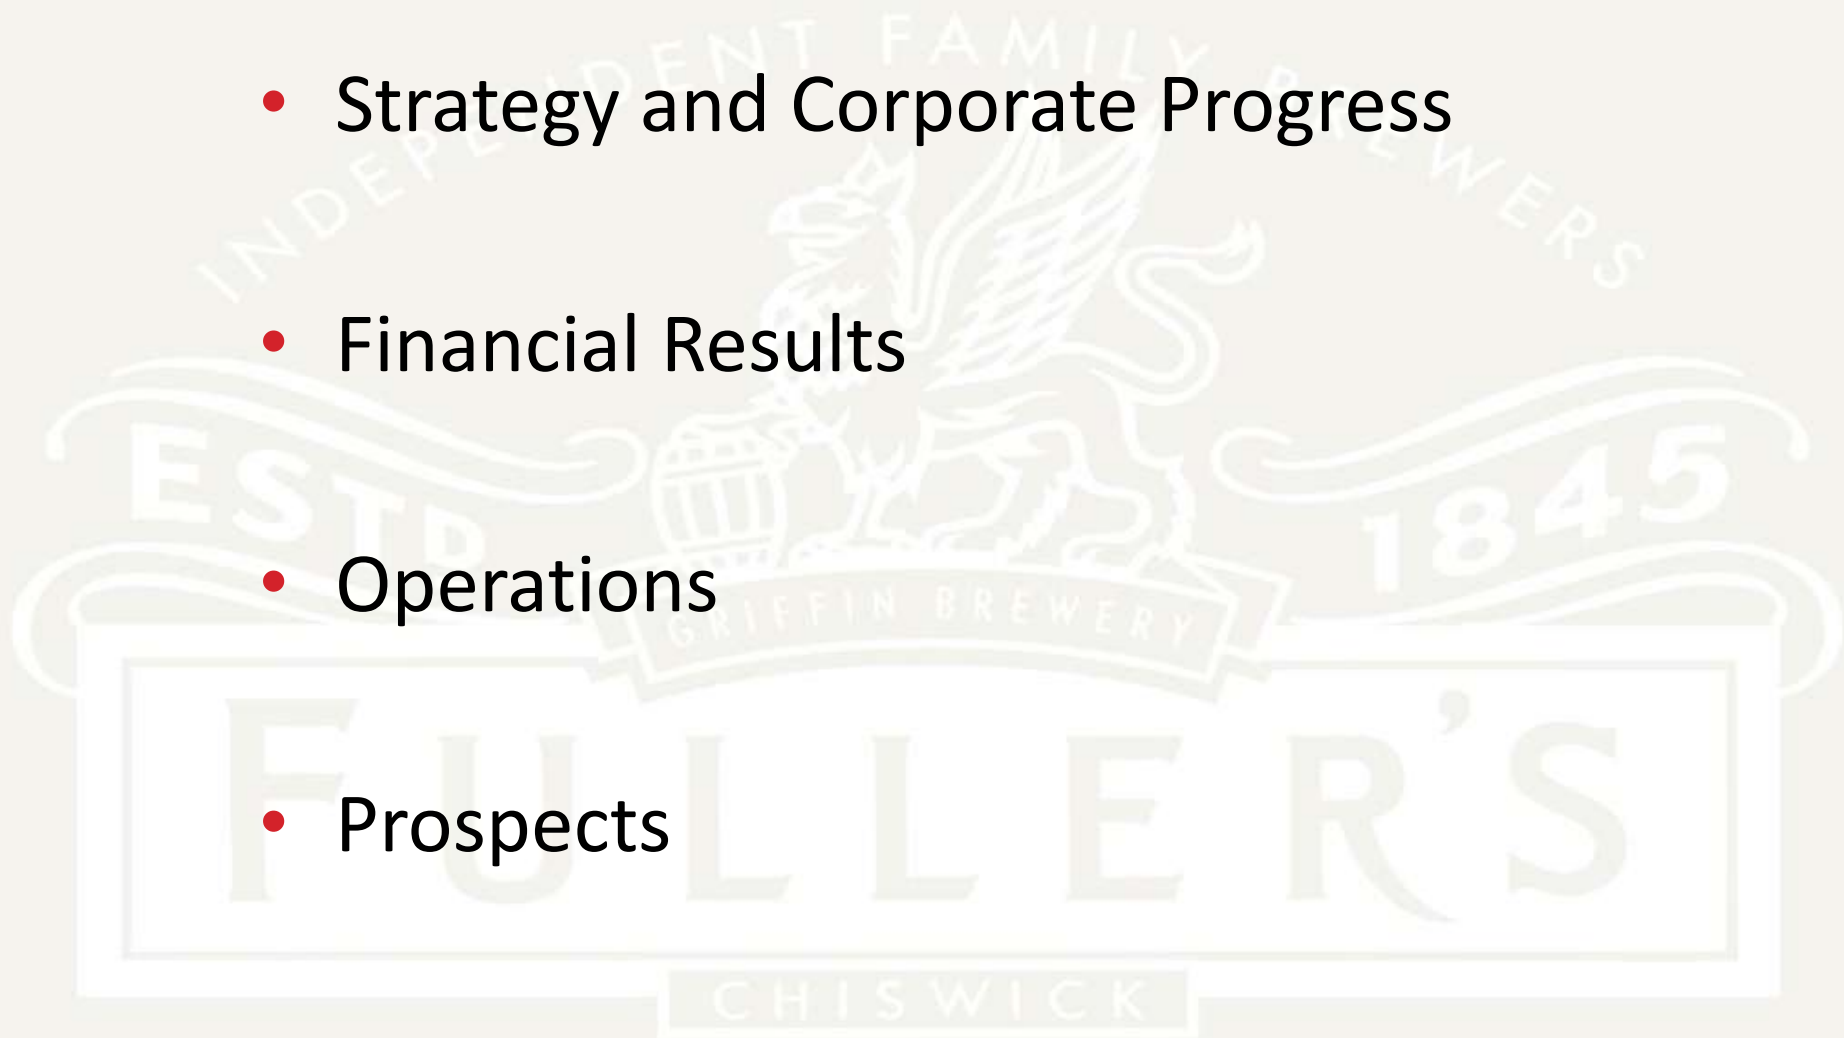 INDEPENDENT FAMILY BREWERS
• Strategy and Corporate Progress
• Financial Results
ESTD 1845
• Operations
GRIFFIN BREWERY
FULLER'S
• Prospects
CHISWICK